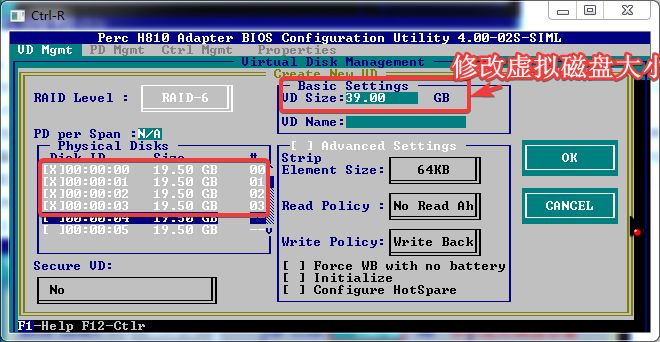 Ctrl-R
Perc H810 Adapter BIOS Configuration Utility 4.00-02S-SIML
VD Mgmt PD Mgmt Ctrl Mgmt Properties
Virtual Disk Management
Create New VD
RAID Level : RAID-6
PD per Span :N/A
Physical Disks
Disk ID Size #
[X]00:00:00 19.50 GB 00
[X]00:00:01 19.50 GB 01
[X]00:00:02 19.50 GB 02
[X]00:00:03 19.50 GB 03
[ ]00:00:04 19.50 GB --
[ ]00:00:05 19.50 GB --
Secure VD:
No
Basic Settings
VD Size:39.00 GB
修改虚拟磁盘大小
VD Name:
[ ] Advanced Settings
Strip
Element Size: 64KB
Read Policy : No Read Ah
Write Policy: Write Back
[ ] Force WB with no battery
[ ] Initialize
[ ] Configure HotSpare
OK
CANCEL
F1-Help F12-Ctlr